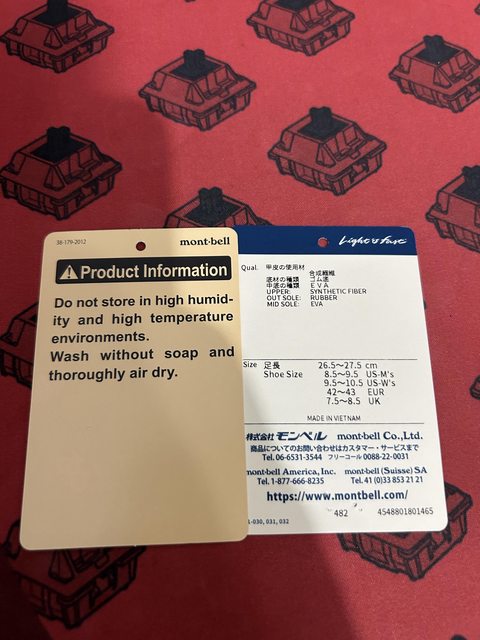 36-179-2012
mont-bell
⚠Product Information
Do not store in high humid-
ity and high temperature
environments.
Wash without soap and
thoroughly air dry.
Light & Fast
Qual. 甲皮の使用材
合成繊維
底材の種類 ゴム底
中底の種類 EVA
UPPER: SYNTHETIC FIBER
OUT SOLE: RUBBER
MID SOLE: EVA
Size 足長 26.5〜27.5 cm
Shoe Size 8.5〜9.5 US-M's
9.5〜10.5 US-W's
42〜43 EUR
7.5〜8.5 UK
MADE IN VIETNAM
株式会社 モンベル mont-bell Co.,Ltd.
商品についてのお問い合わせはカスタマー・サービスまで
Tel. 06-6531-3544 フリーコール 0088-22-0031
mont-bell America, Inc. mont-bell (Suisse) SA
Tel. 1-877-666-8235 Tel. 41 (0)33 853 21 21
https://www.montbell.com/
482 4548801801465
-030, 031, 032